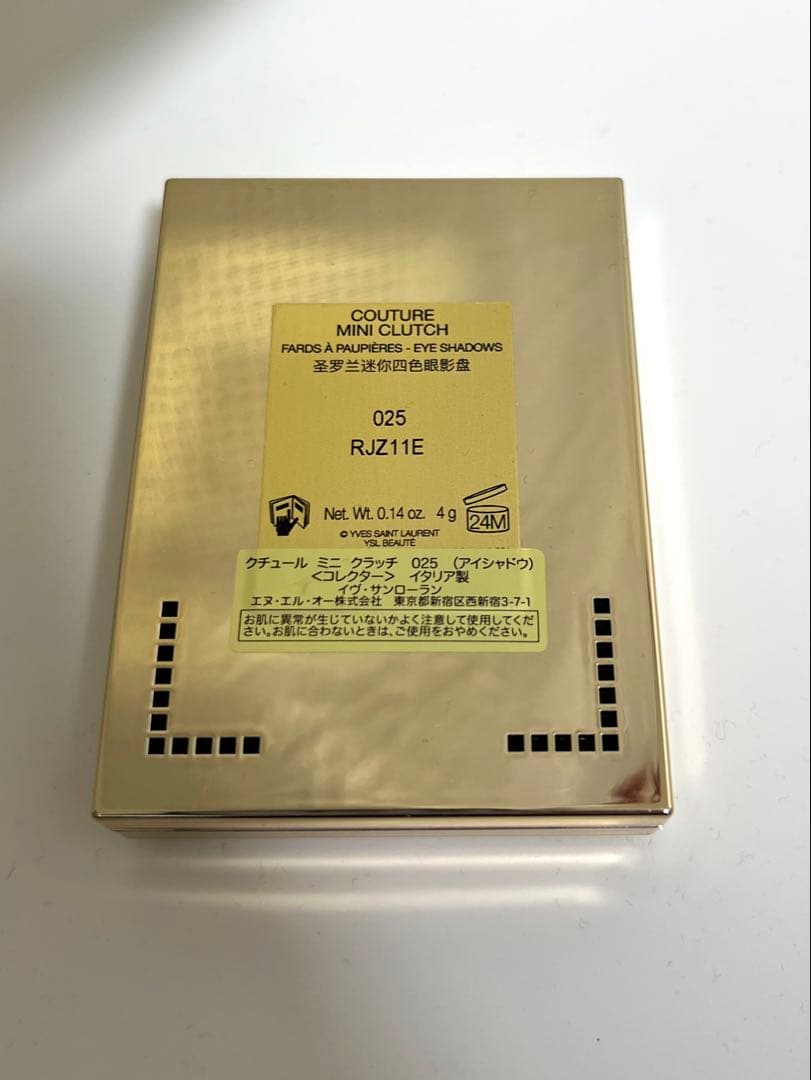 COUTURE
MINI CLUTCH
FARDS À PAUPIÈRES - EYE SHADOWS
圣罗兰迷你四色眼影盘
025
RJZ11E
Net. Wt. 0.14 oz. 4 g
24M
© YVES SAINT LAURENT
YSL BEAUTÉ
クチュール ミニ クラッチ 025 (アイシャドウ)
<コレクター> イタリア製
イヴ・サンローラン
エヌ・エル・オー株式会社 東京都新宿区西新宿3-7-1
お肌に異常が生じていないかよく注意して使用してくだ
さい。お肌に合わないときは、ご使用をおやめください。